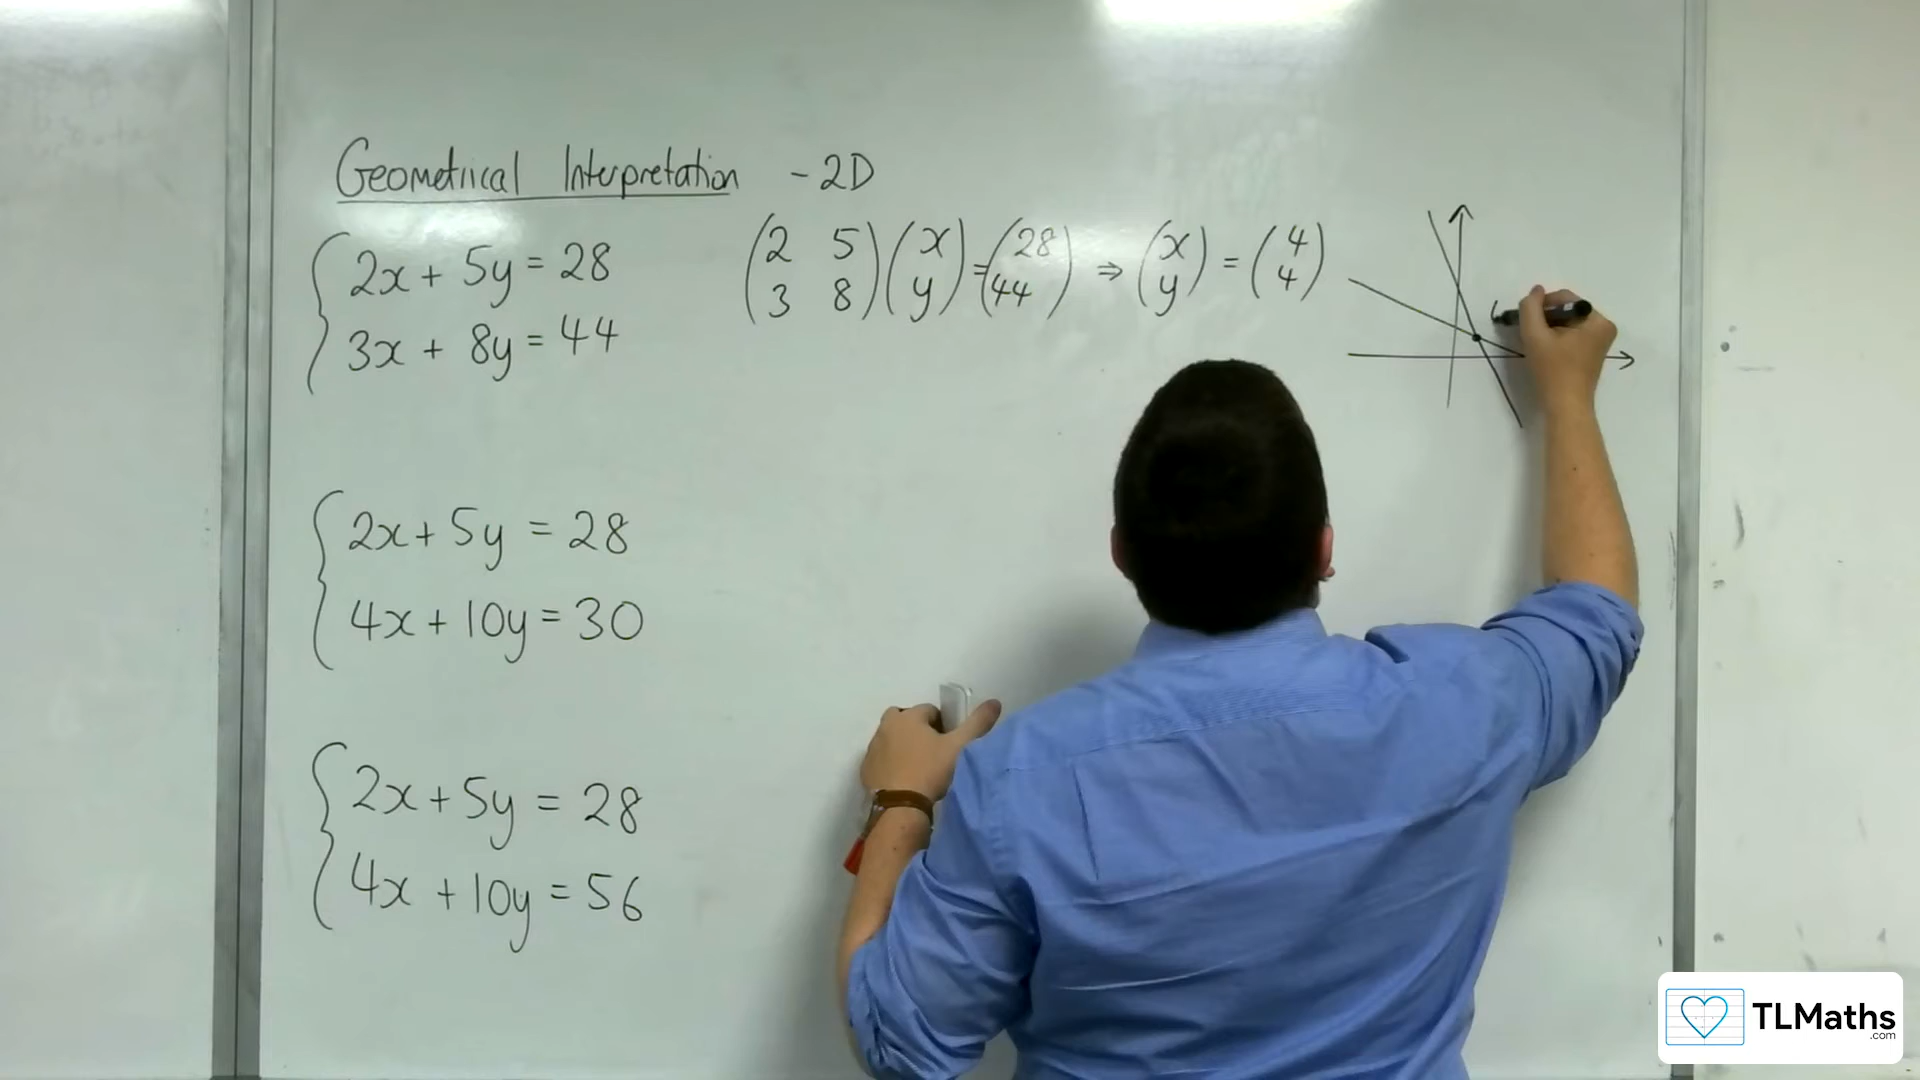 Geometrical Interpretation - 2D
2x + 5y = 28
3x + 8y = 44
(2 5
3 8)(x
y) = (28
44) ⇒ (x
y) = (4
4)
2x + 5y = 28
4x + 10y = 30
2x + 5y = 28
4x + 10y = 56
TLMaths
.com